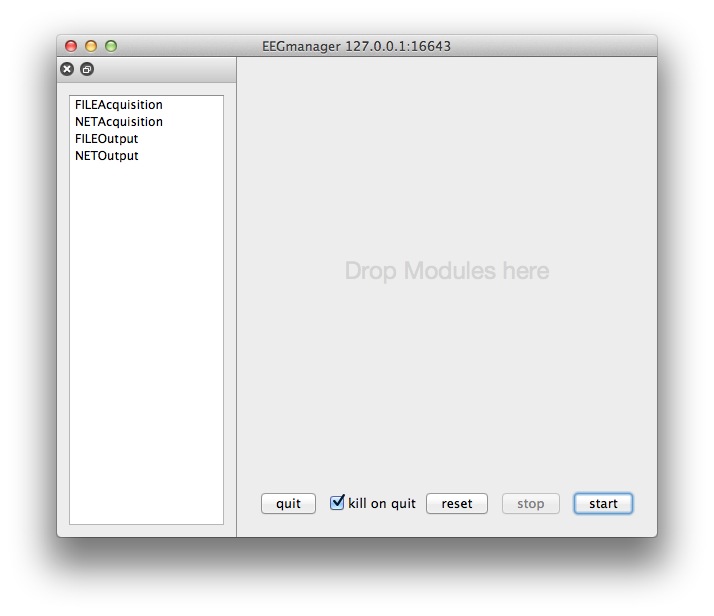 EEGmanager 127.0.0.1:16643
FILEAcquisition
NETAcquisition
FILEOutput
NETOutput
Drop Modules here
quit kill on quit reset stop start